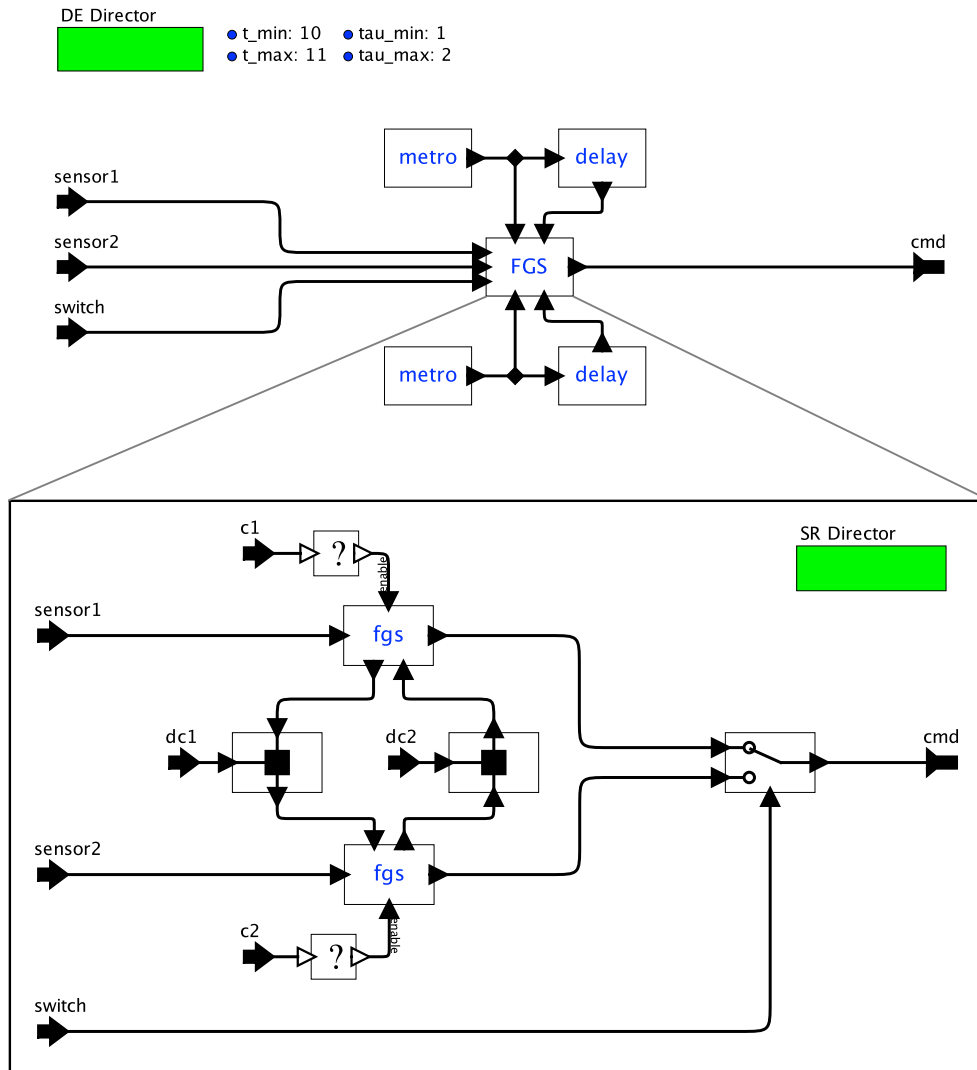 DE Director
t_min: 10 tau_min: 1
t_max: 11 tau_max: 2
metro delay
sensor1
sensor2 FGS cmd
switch
metro delay
c1 SR Director
?
enable
sensor1 fgs
dc1 dc2 cmd
sensor2 fgs
enable
c2
?
switch